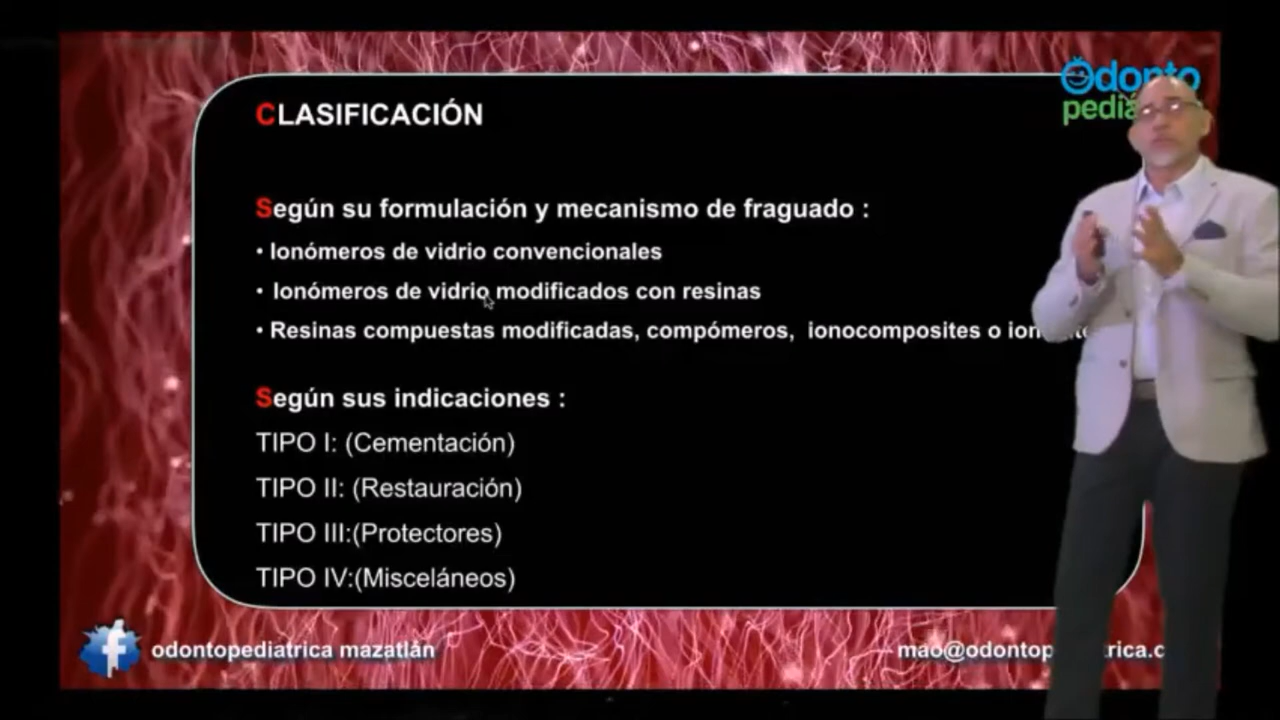 Odonto
CLASIFICACIÓN
Según su formulación y mecanismo de fraguado :
• Ionómeros de vidrio convencionales
• Ionómeros de vidrio modificados con resinas
• Resinas compuestas modificadas, compómeros, ionocomposites o
Según sus indicaciones :
TIPO I: (Cementación)
TIPO II: (Restauración)
TIPO III:(Protectores)
TIPO IV:(Misceláneos)
odontopediatrica mazatlán